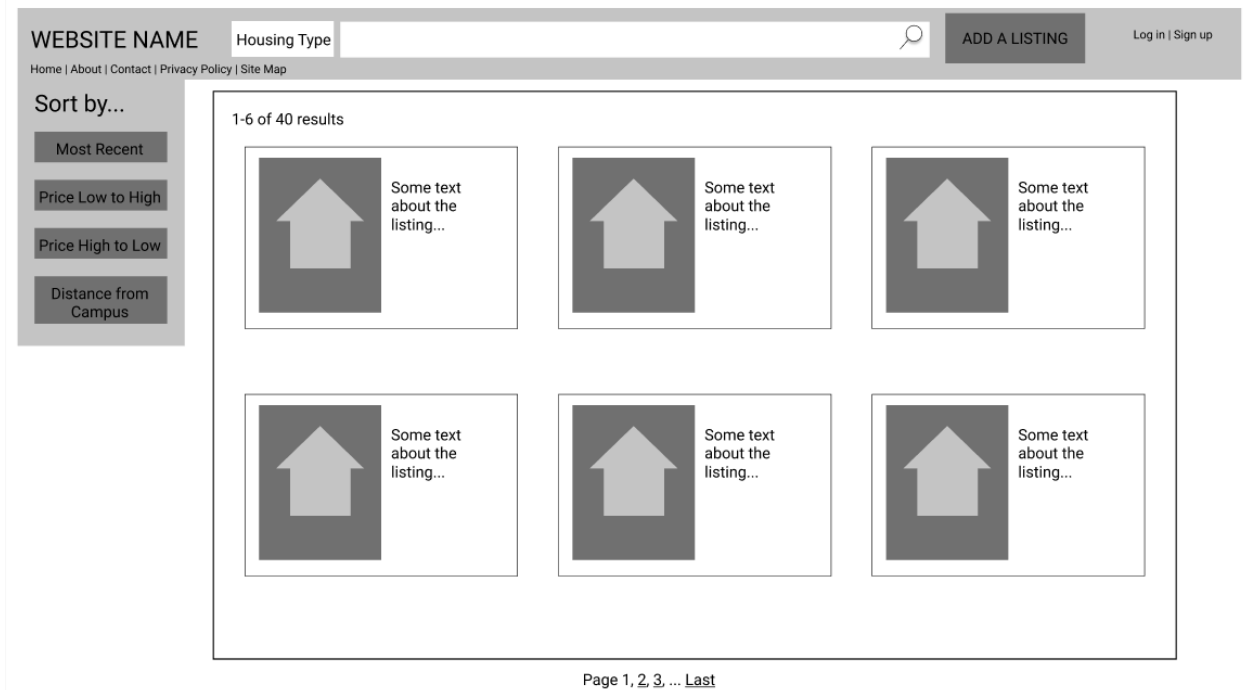 WEBSITE NAME
Housing Type
ADD A LISTING
Log in | Sign up
Home | About | Contact | Privacy Policy | Site Map
Sort by...
Most Recent
Price Low to High
Price High to Low
Distance from
Campus
1-6 of 40 results
Some text
about the
listing...
Some text
about the
listing...
Some text
about the
listing...
Some text
about the
listing...
Some text
about the
listing...
Some text
about the
listing...
Page 1, 2, 3, ... Last